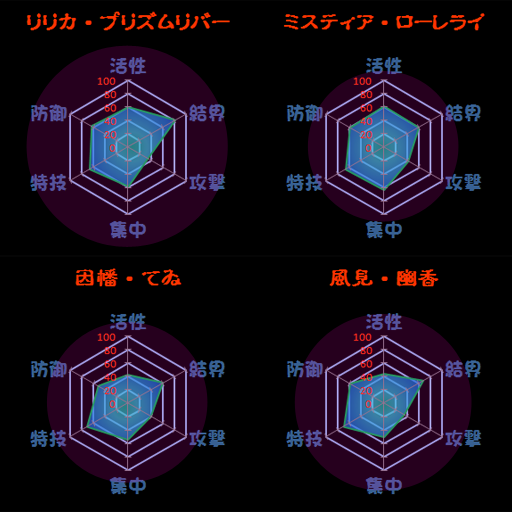 リリカ・プリズムリバー
活性
100
80
60
40
20
0
防御
結界
特技
攻撃
集中
ミスティア・ローレライ
活性
100
80
60
40
20
0
防御
結界
特技
攻撃
集中
因幡・てゐ
活性
100
80
60
40
20
0
防御
結界
特技
攻撃
集中
風見・幽香
活性
100
80
60
40
20
0
防御
結界
特技
攻撃
集中